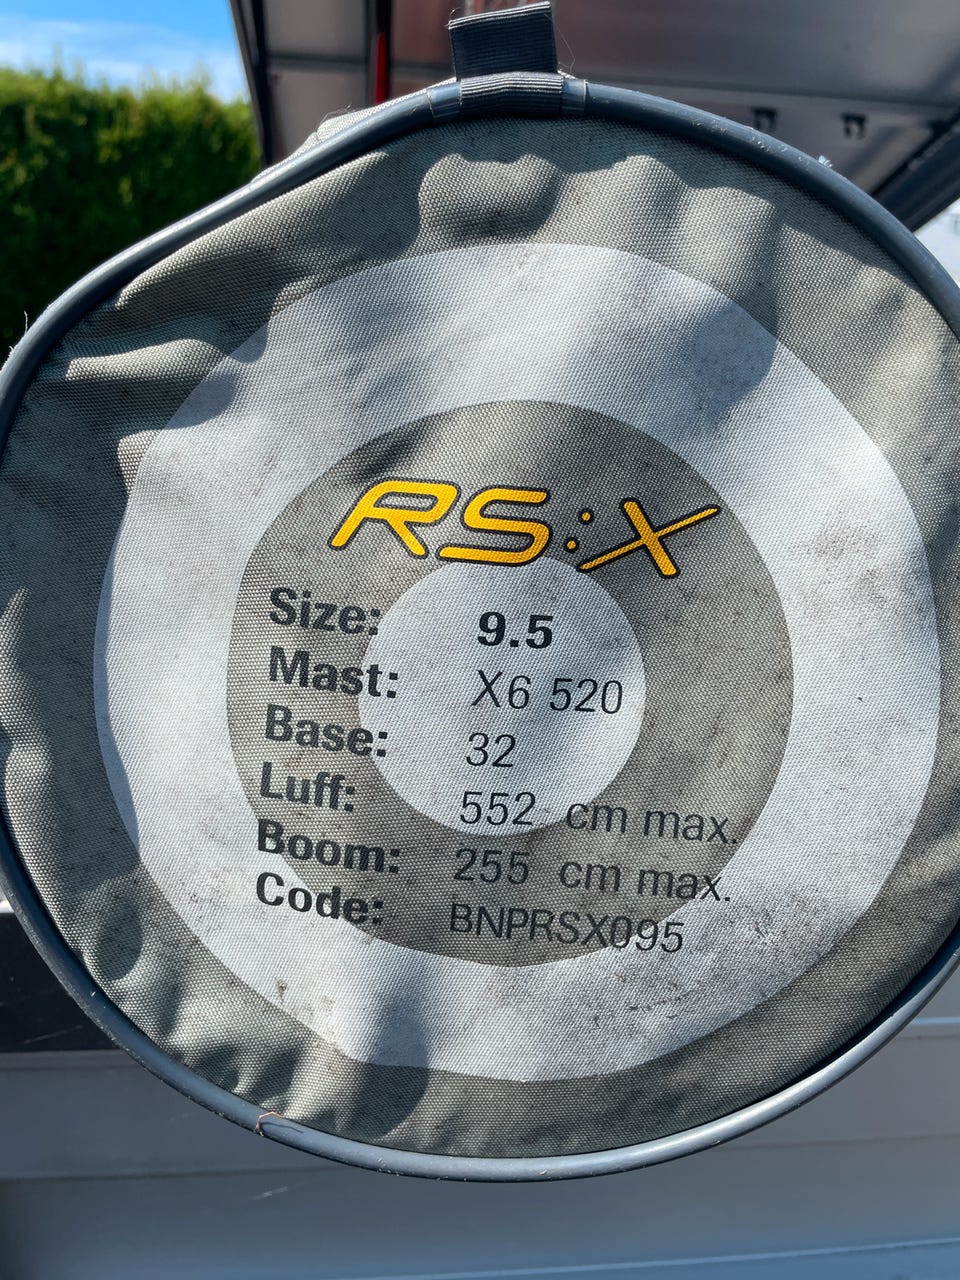 RS:X
Size: 9.5
Mast: X6 520
Base: 32
Luff: 552 cm max.
Boom: 255 cm max.
Code: BNPRSX095